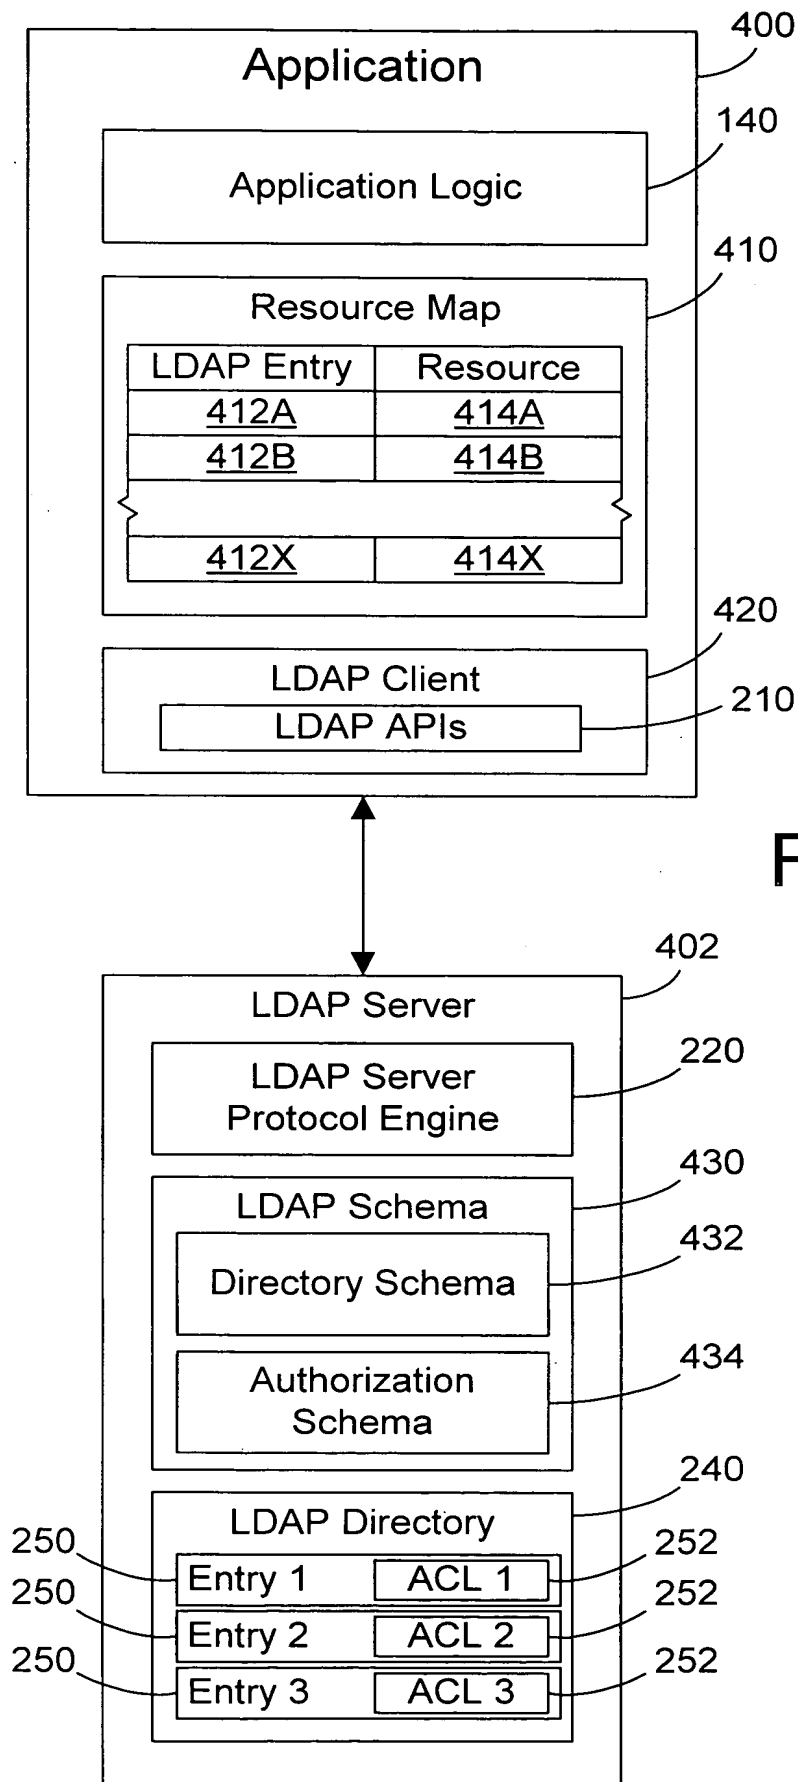 400
Application
140
Application Logic
410
Resource Map
LDAP Entry Resource
412A 414A
412B 414B
412X 414X
420
LDAP Client
210
LDAP APIs
F
402
LDAP Server
220
LDAP Server
Protocol Engine
430
LDAP Schema
432
Directory Schema
434
Authorization
Schema
240
LDAP Directory
250 Entry 1 ACL 1 252
250 Entry 2 ACL 2 252
250 Entry 3 ACL 3 252